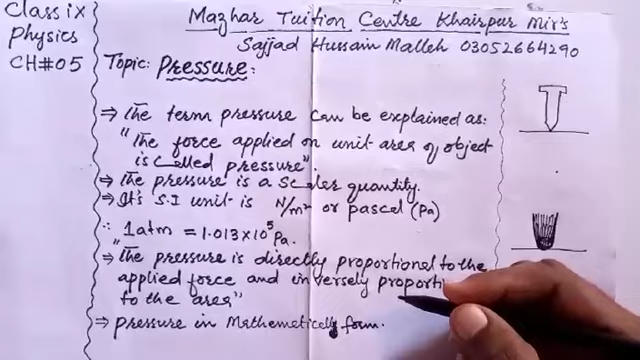 Class ix
Physics
CH#05
Mazhar Tuition Centre Khairpur Mir's
Sajjad Hussain Malleh 03052664290
Topic: Pressure:
⇒ The term pressure can be explained as:
"The force applied on unit area of object
is called pressure".
⇒ The pressure is a scaler quantity.
⇒ It's S.I unit is N/m² or pascal (Pa)
∴ 1atm = 1.013×10⁵ Pa.
⇒ "The pressure is directly proportional to the
applied force and inversely
to the area"
⇒ pressure in Mathematically form.